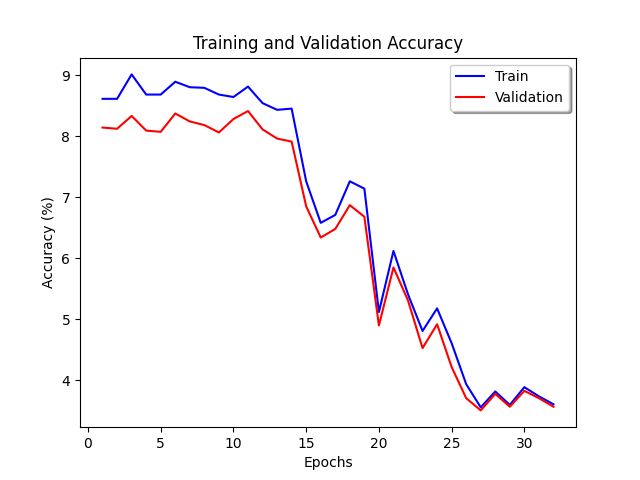 Training and Validation Accuracy
Train
Validation
Accuracy (%)
9
8
7
6
5
4
0 5 10 15 20 25 30
Epochs